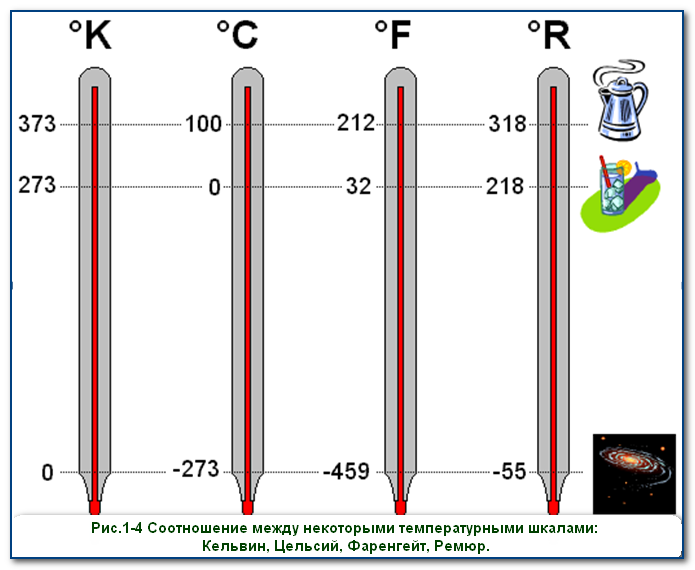 °K °C °F °R
373 100 212 318
273 0 32 218
0 -273 -459 -55
Рис.1-4 Соотношение между некоторыми температурными шкалами:
Кельвин, Цельсий, Фаренгейт, Ремюр.